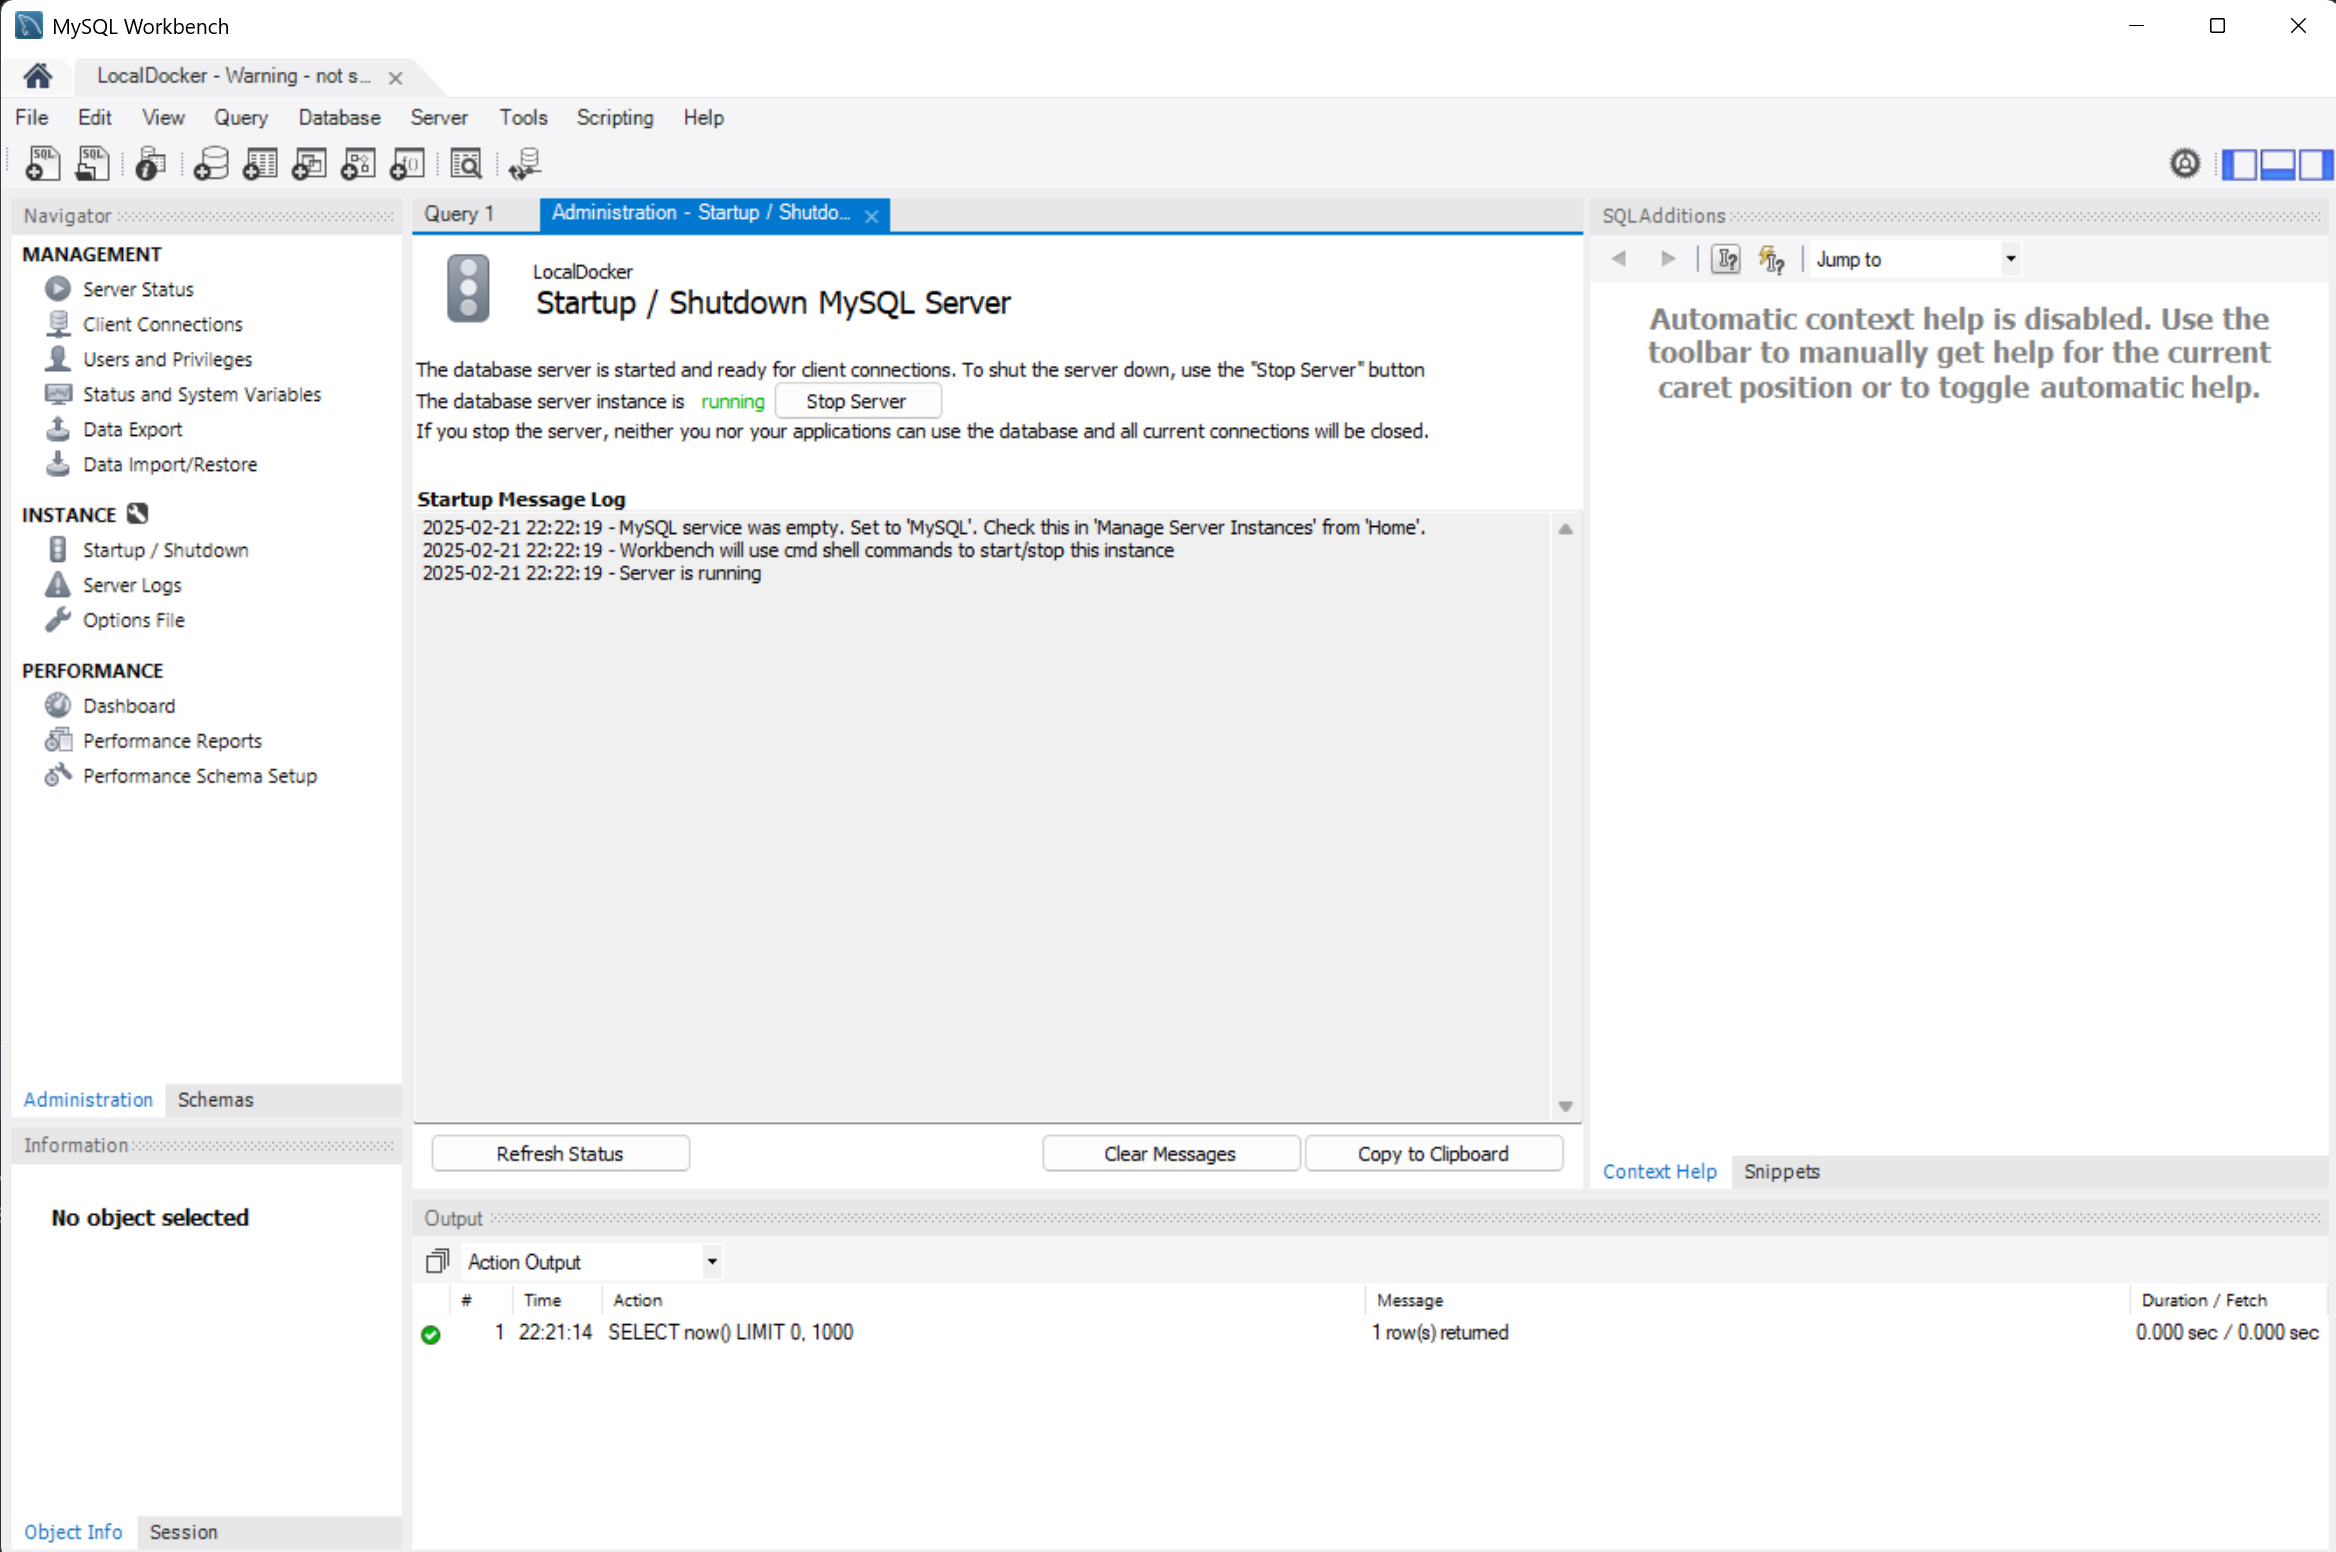 MySQL Workbench
LocalDocker - Warning - not s...
File Edit View Query Database Server Tools Scripting Help
Navigator
MANAGEMENT
Server Status
Client Connections
Users and Privileges
Status and System Variables
Data Export
Data Import/Restore
INSTANCE
Startup / Shutdown
Server Logs
Options File
PERFORMANCE
Dashboard
Performance Reports
Performance Schema Setup
Administration Schemas
Information
No object selected
Object Info Session
Query 1 Administration - Startup / Shutdo...
LocalDocker
Startup / Shutdown MySQL Server
The database server is started and ready for client connections. To shut the server down, use the "Stop Server" button
The database server instance is running Stop Server
If you stop the server, neither you nor your applications can use the database and all current connections will be closed.
Startup Message Log
2025-02-21 22:22:19 - MySQL service was empty. Set to 'MySQL'. Check this in 'Manage Server Instances' from 'Home'.
2025-02-21 22:22:19 - Workbench will use cmd shell commands to start/stop this instance
2025-02-21 22:22:19 - Server is running
Refresh Status Clear Messages Copy to Clipboard
SQLAdditions
Jump to
Automatic context help is disabled. Use the
toolbar to manually get help for the current
caret position or to toggle automatic help.
Context Help Snippets
Output
Action Output
# Time Action Message Duration / Fetch
1 22:21:14 SELECT now() LIMIT 0, 1000 1 row(s) returned 0.000 sec / 0.000 sec